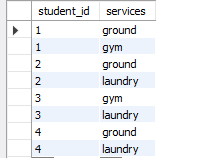 student_id services
1 ground
1 gym
2 ground
2 laundry
3 gym
3 laundry
4 ground
4 laundry